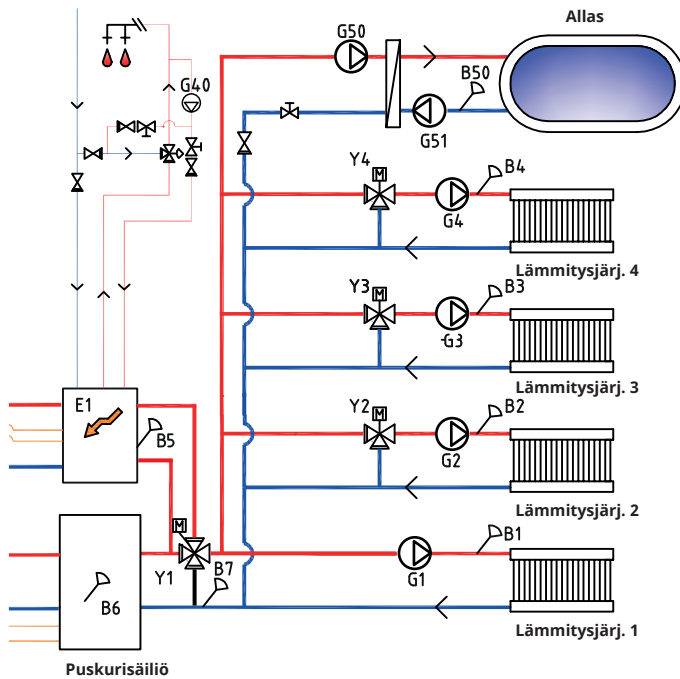 Allas
G50
B50
G40
G51
Y4
M
B4
G4
Lämmitysjärj. 4
Y3
M
B3
-G3
Lämmitysjärj. 3
Y2
M
B2
G2
Lämmitysjärj. 2
E1
B5
M
Y1
B7
B1
G1
B6
Lämmitysjärj. 1
Puskurisäiliö